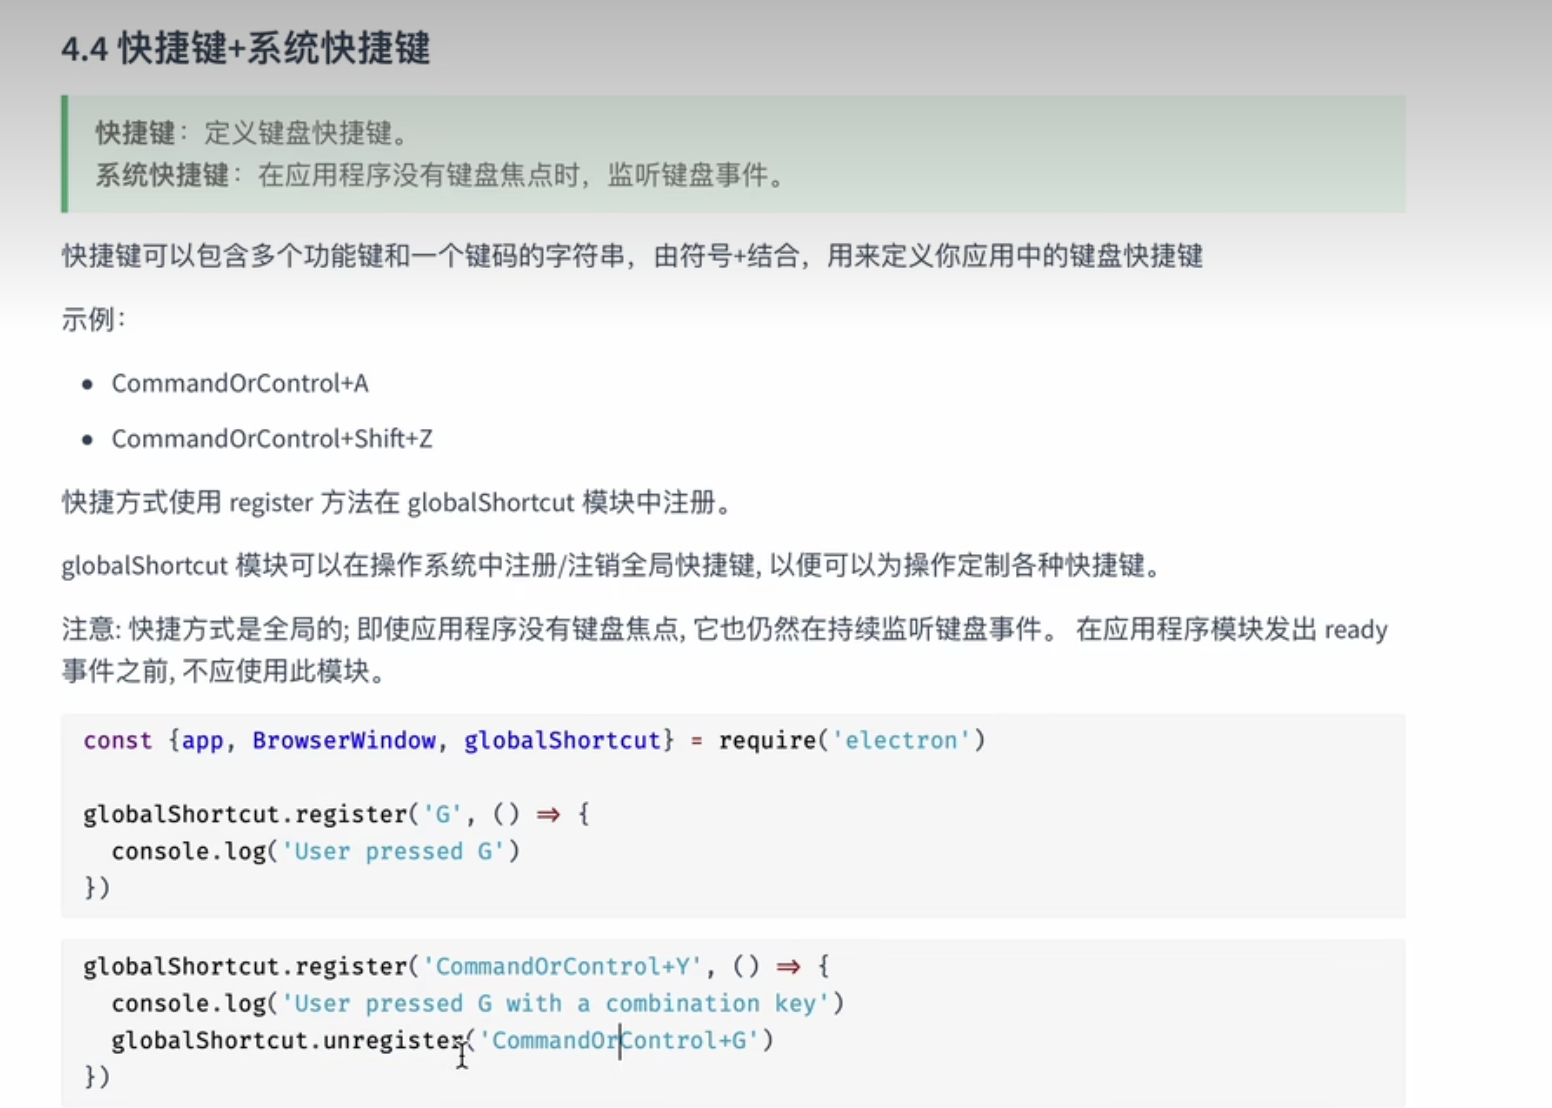 4.4 快捷键+系统快捷键
快捷键：定义键盘快捷键。
系统快捷键：在应用程序没有键盘焦点时，监听键盘事件。
快捷键可以包含多个功能键和一个键码的字符串，由符号+结合，用来定义你应用中的键盘快捷键
示例：
• CommandOrControl+A
• CommandOrControl+Shift+Z
快捷方式使用 register 方法在 globalShortcut 模块中注册。
globalShortcut 模块可以在操作系统中注册/注销全局快捷键, 以便可以为操作定制各种快捷键。
注意: 快捷方式是全局的; 即使应用程序没有键盘焦点, 它也仍然在持续监听键盘事件。 在应用程序模块发出 ready
事件之前, 不应使用此模块。
const {app, BrowserWindow, globalShortcut} = require('electron')
globalShortcut.register('G', () => {
  console.log('User pressed G')
})
globalShortcut.register('CommandOrControl+Y', () => {
  console.log('User pressed G with a combination key')
  globalShortcut.unregister('CommandOrControl+G')
})